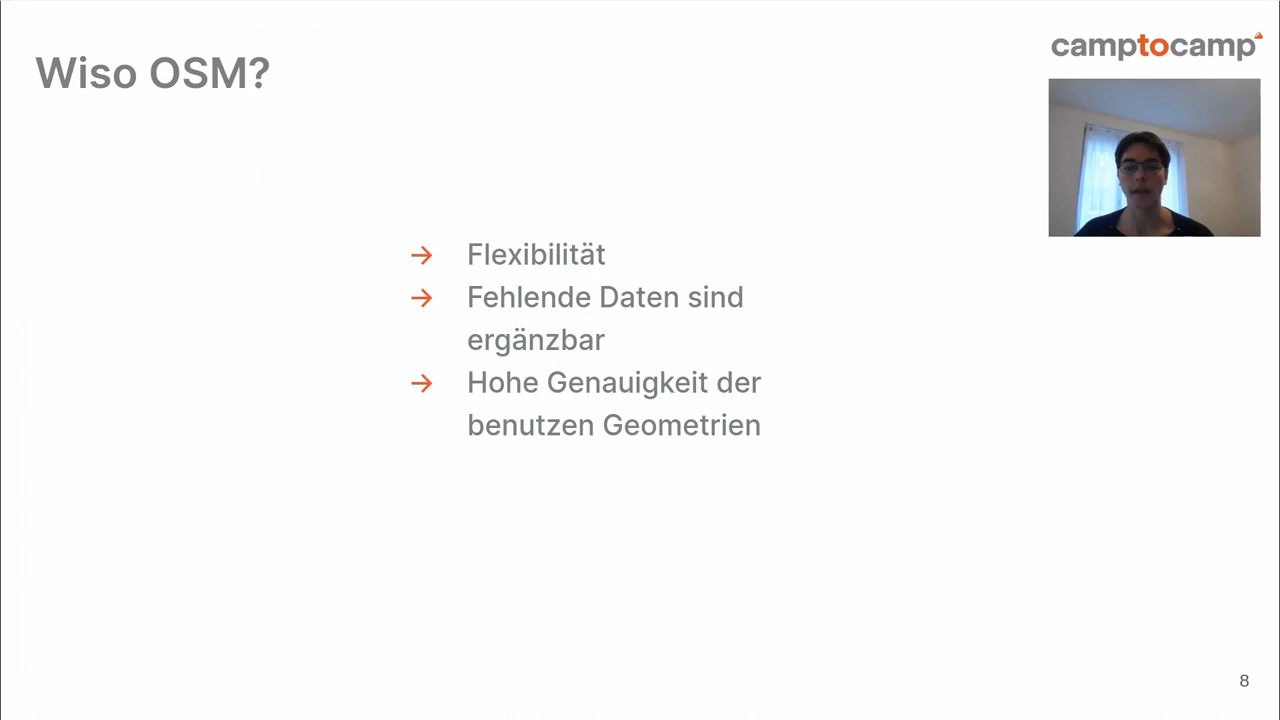 Wiso OSM?
camptocamp
→ Flexibilität
→ Fehlende Daten sind
ergänzbar
→ Hohe Genauigkeit der
benutzen Geometrien
8